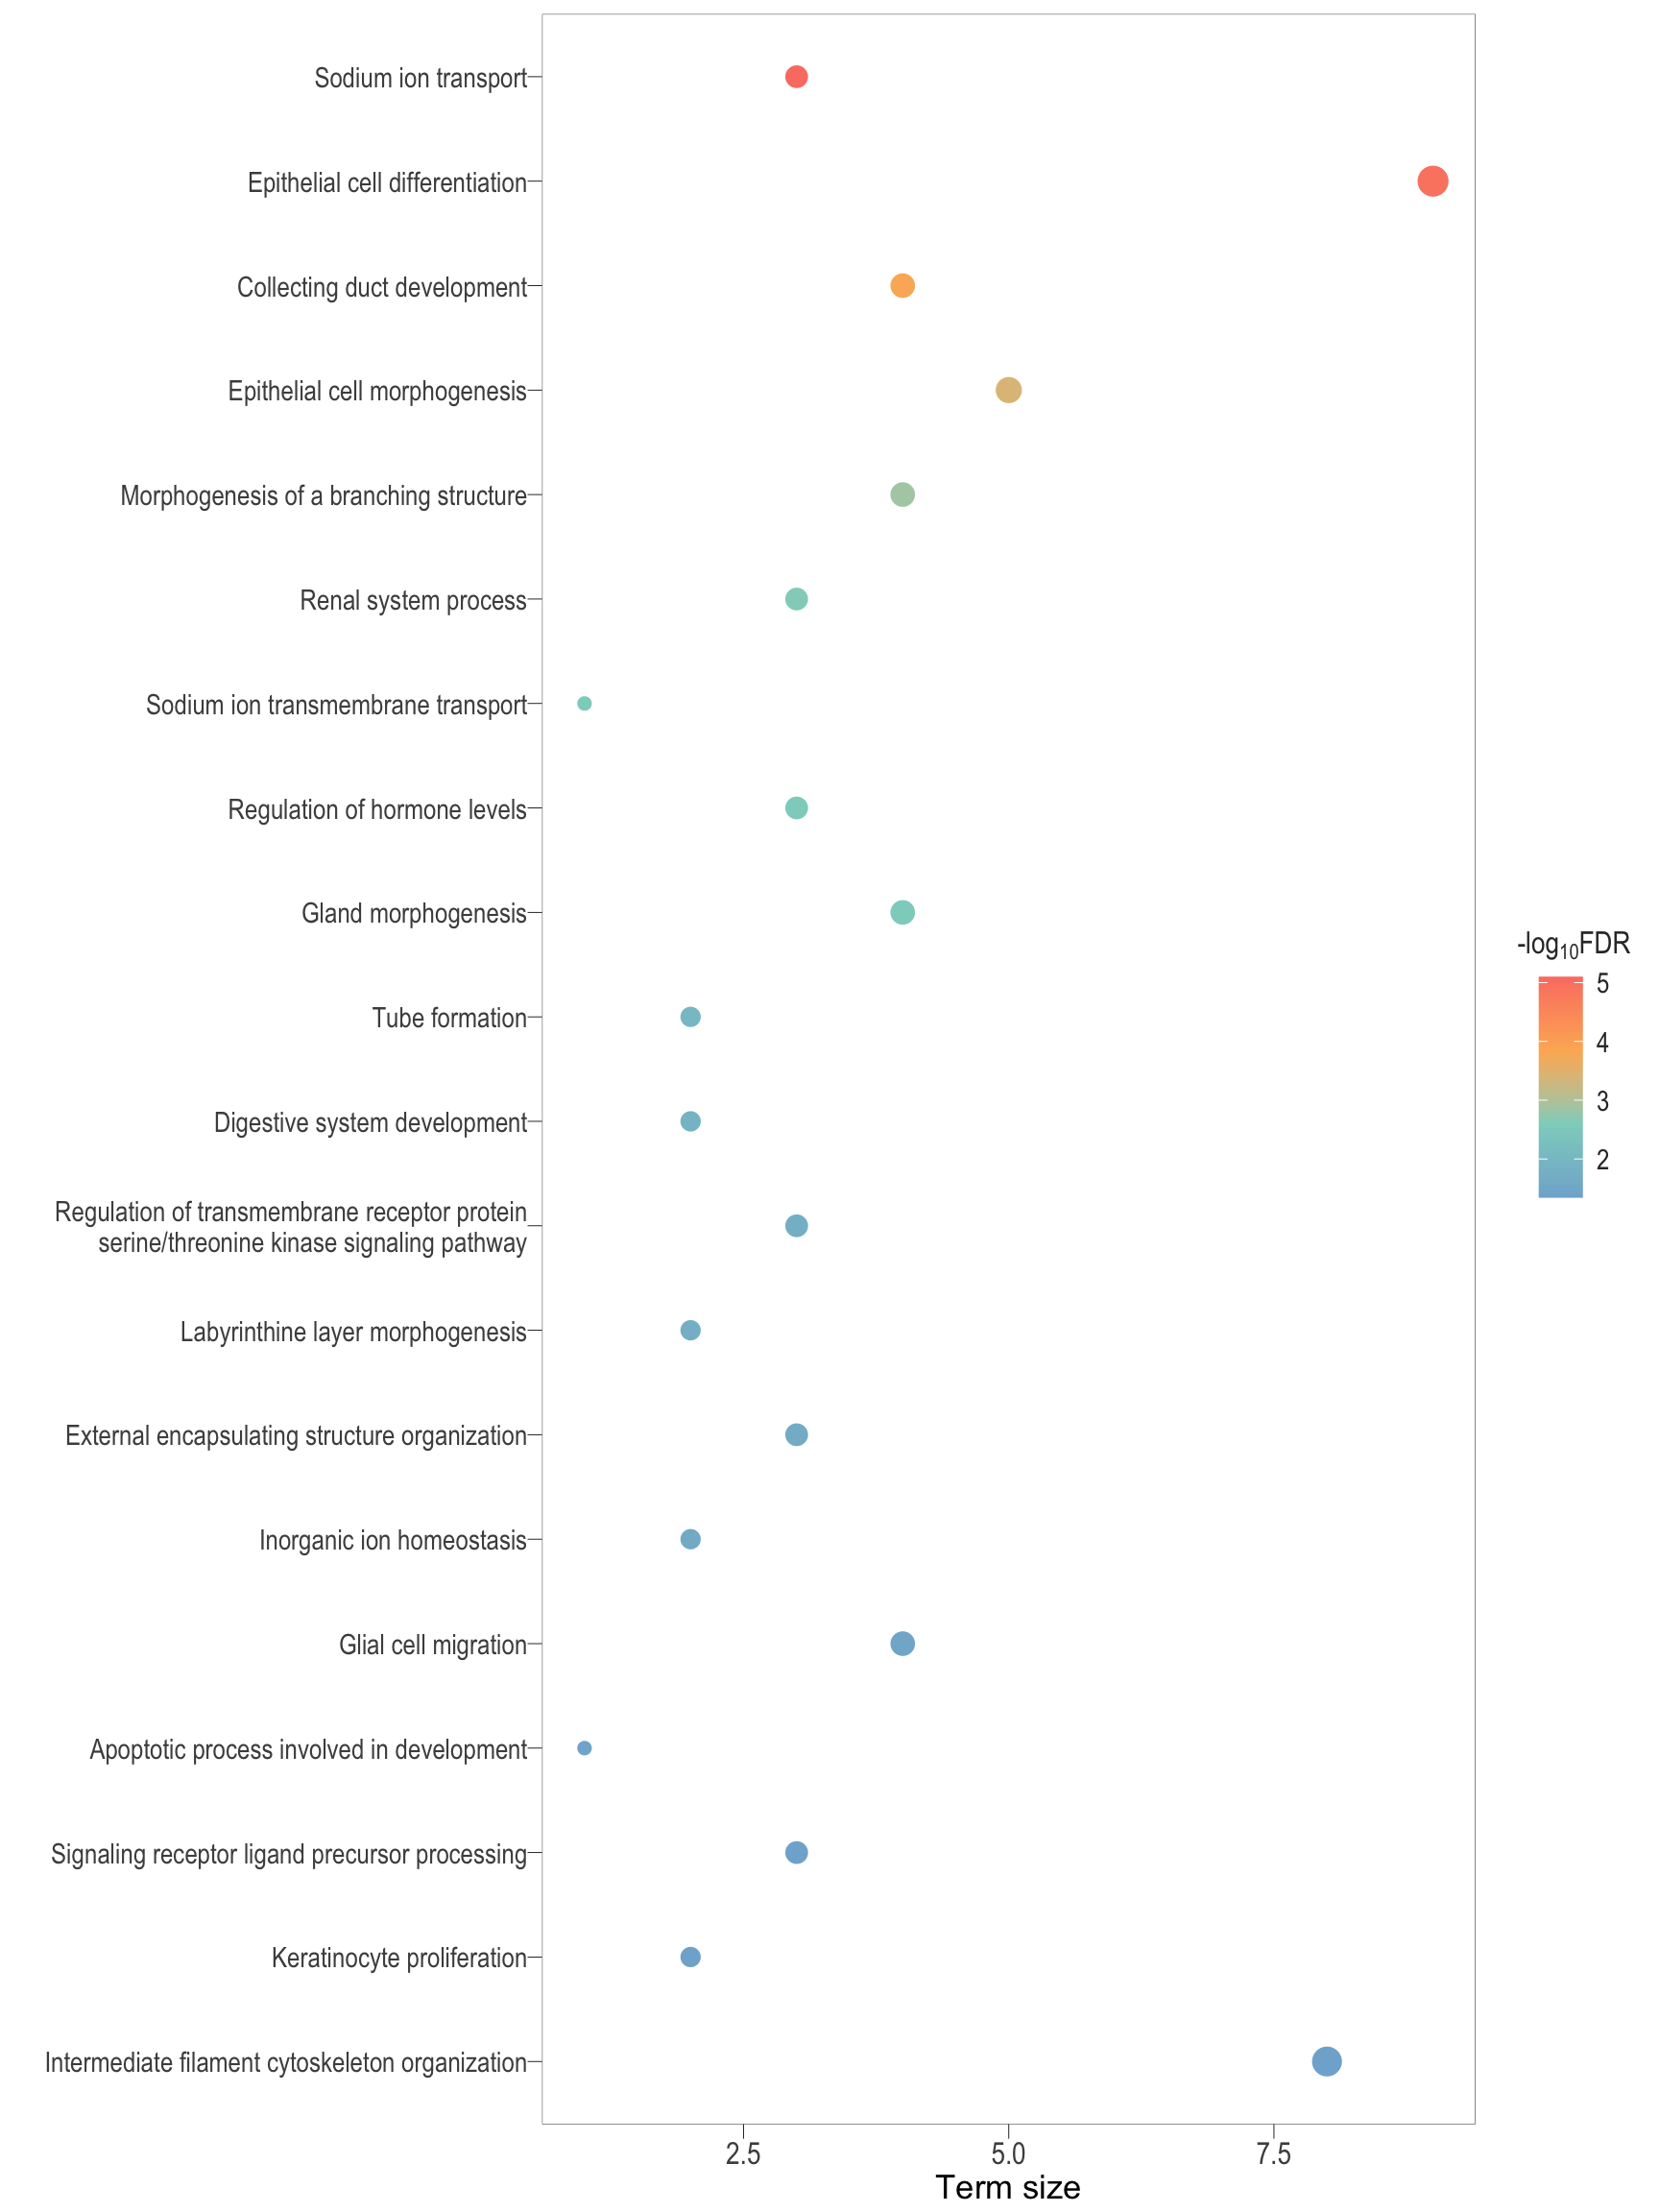 Sodium ion transport
Epithelial cell differentiation
Collecting duct development
Epithelial cell morphogenesis
Morphogenesis of a branching structure
Renal system process
Sodium ion transmembrane transport
Regulation of hormone levels
Gland morphogenesis
Tube formation
Digestive system development
Regulation of transmembrane receptor protein
serine/threonine kinase signaling pathway
Labyrinthine layer morphogenesis
External encapsulating structure organization
Inorganic ion homeostasis
Glial cell migration
Apoptotic process involved in development
Signaling receptor ligand precursor processing
Keratinocyte proliferation
Intermediate filament cytoskeleton organization
2.5 5.0 7.5
Term size
-log₁₀FDR
5
4
3
2